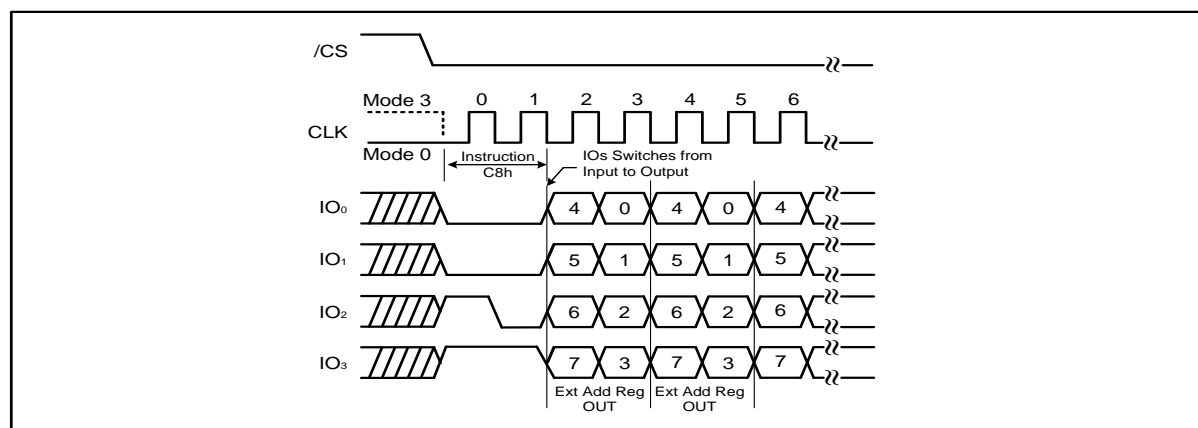 /CS
Mode 3 0 1 2 3 4 5 6
CLK
Mode 0
Instruction
C8h
IOs Switches from
Input to Output
IO₀ 4 0 4 0 4
IO₁ 5 1 5 1 5
IO₂ 6 2 6 2 6
IO₃ 7 3 7 3 7
Ext Add Reg
OUT
Ext Add Reg
OUT